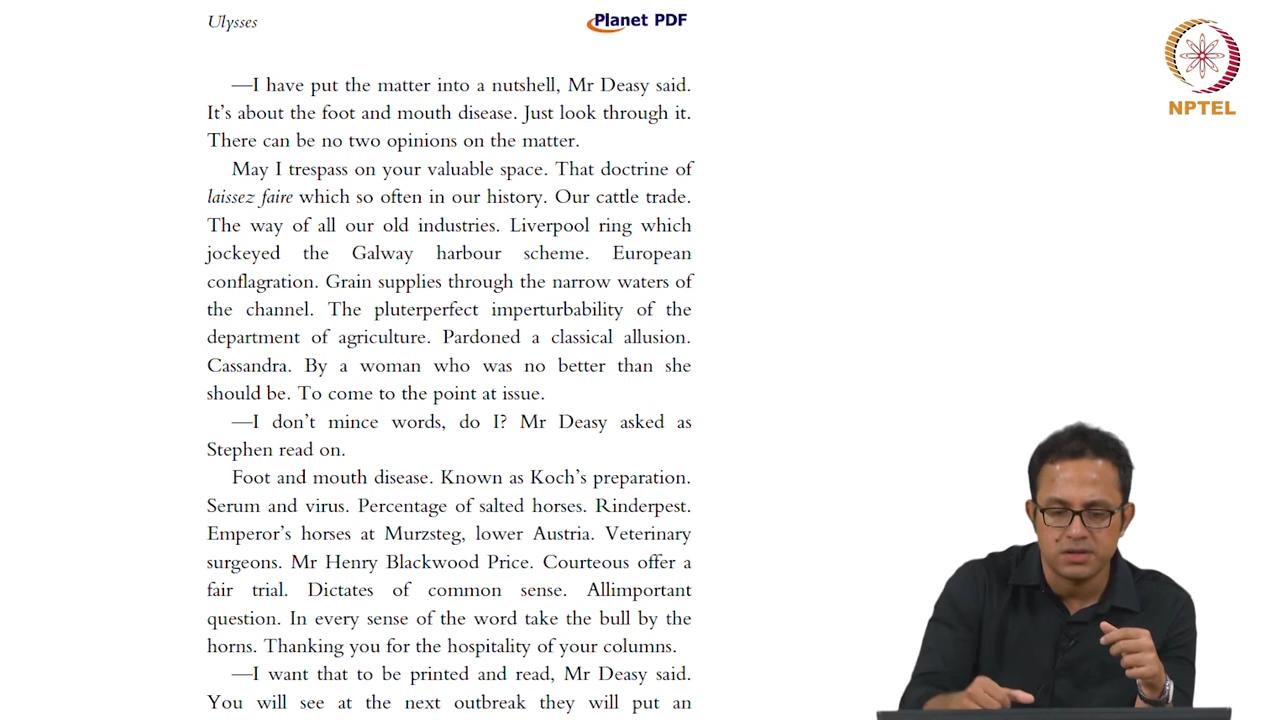 Ulysses
Planet PDF
NPTEL
—I have put the matter into a nutshell, Mr Deasy said.
It's about the foot and mouth disease. Just look through it.
There can be no two opinions on the matter.
May I trespass on your valuable space. That doctrine of
laissez faire which so often in our history. Our cattle trade.
The way of all our old industries. Liverpool ring which
jockeyed the Galway harbour scheme. European
conflagration. Grain supplies through the narrow waters of
the channel. The pluterperfect imperturbability of the
department of agriculture. Pardoned a classical allusion.
Cassandra. By a woman who was no better than she
should be. To come to the point at issue.
—I don't mince words, do I? Mr Deasy asked as
Stephen read on.
Foot and mouth disease. Known as Koch's preparation.
Serum and virus. Percentage of salted horses. Rinderpest.
Emperor's horses at Murzsteg, lower Austria. Veterinary
surgeons. Mr Henry Blackwood Price. Courteous offer a
fair trial. Dictates of common sense. Allimportant
question. In every sense of the word take the bull by the
horns. Thanking you for the hospitality of your columns.
—I want that to be printed and read, Mr Deasy said.
You will see at the next outbreak they will put an